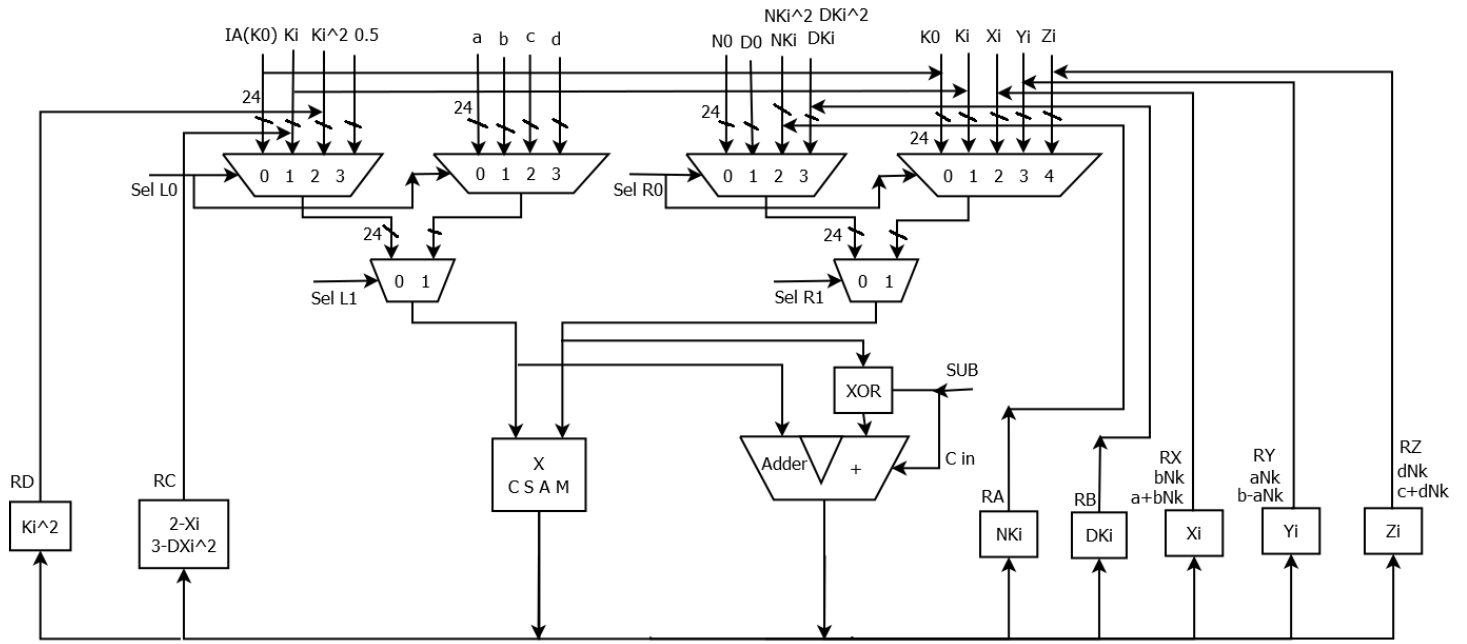 NKi^2 DKi^2
IA(K0) Ki Ki^2 0.5
a b c d
N0 D0 NKi DKi
K0 Ki Xi Yi Zi
24
24
24
24
0 1 2 3
0 1 2 3
0 1 2 3
0 1 2 3 4
Sel L0
Sel R0
24
24
0 1
0 1
Sel L1
Sel R1
SUB
XOR
X
C S A M
Adder
+
C in
RD
RC
RA
RB
RX
bNk
a+bNk
RY
aNk
b-aNk
RZ
dNk
c+dNk
Ki^2
2-Xi
3-DXi^2
NKi
DKi
Xi
Yi
Zi